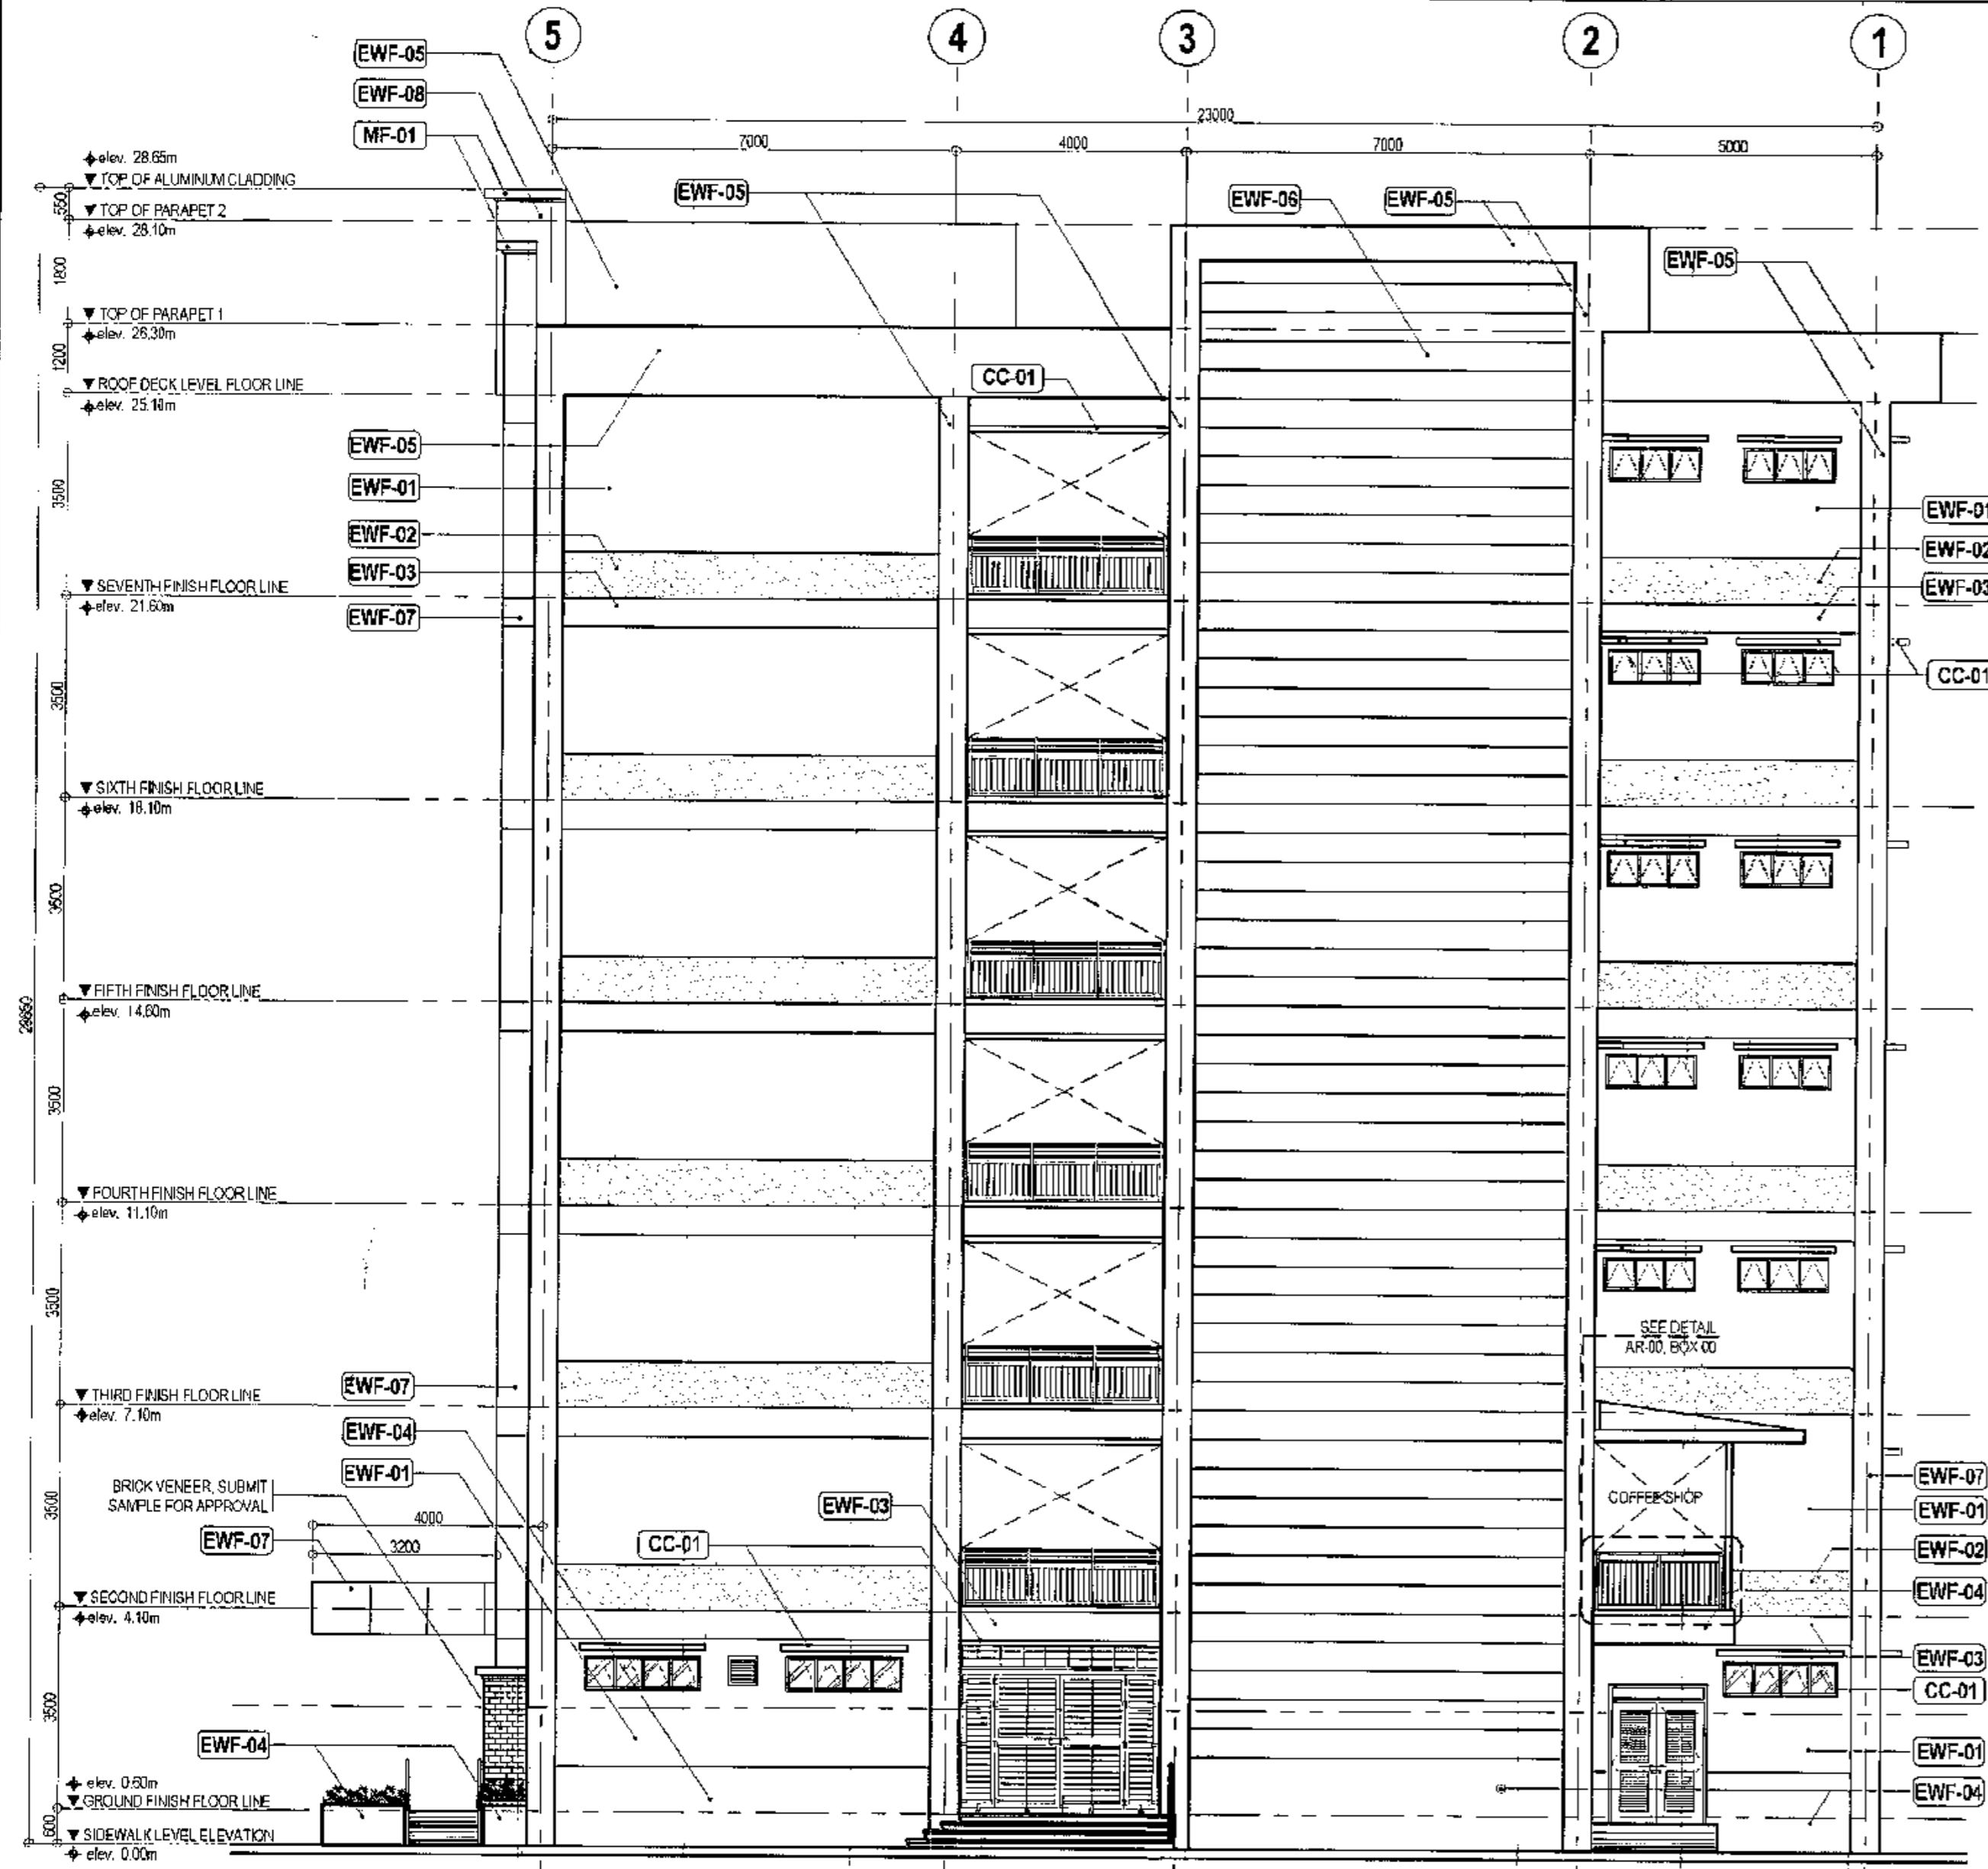 5
4
3
2
1
EWF-05
EWF-08
MF-01
23000
7000
4000
7000
5000
elev. 28.65m
TOP OF ALUMINUM CLADDING
550
TOP OF PARAPET 2
elev. 28.10m
1800
EWF-05
EWF-06
EWF-05
EWF-05
TOP OF PARAPET 1
elev. 26.30m
1200
CC-01
ROOF DECK LEVEL FLOOR LINE
elev. 25.10m
EWF-05
EWF-01
3500
EWF-02
EWF-03
EWF-07
EWF-01
EWF-02
EWF-03
CC-01
SEVENTH FINISH FLOOR LINE
elev. 21.60m
3500
SIXTH FINISH FLOOR LINE
elev. 18.10m
3500
FIFTH FINISH FLOOR LINE
elev. 14.60m
28650
3500
FOURTH FINISH FLOOR LINE
elev. 11.10m
3500
SEE DETAIL
AR-00, BOX 00
EWF-07
THIRD FINISH FLOOR LINE
elev. 7.10m
EWF-04
EWF-01
BRICK VENEER, SUBMIT
SAMPLE FOR APPROVAL
3500
4000
3200
EWF-07
EWF-03
CC-01
COFFEE SHOP
EWF-07
EWF-01
EWF-02
EWF-04
SECOND FINISH FLOOR LINE
elev. 4.10m
EWF-03
CC-01
3500
EWF-04
EWF-01
EWF-04
elev. 0.60m
GROUND FINISH FLOOR LINE
600
SIDEWALK LEVEL ELEVATION
elev. 0.00m